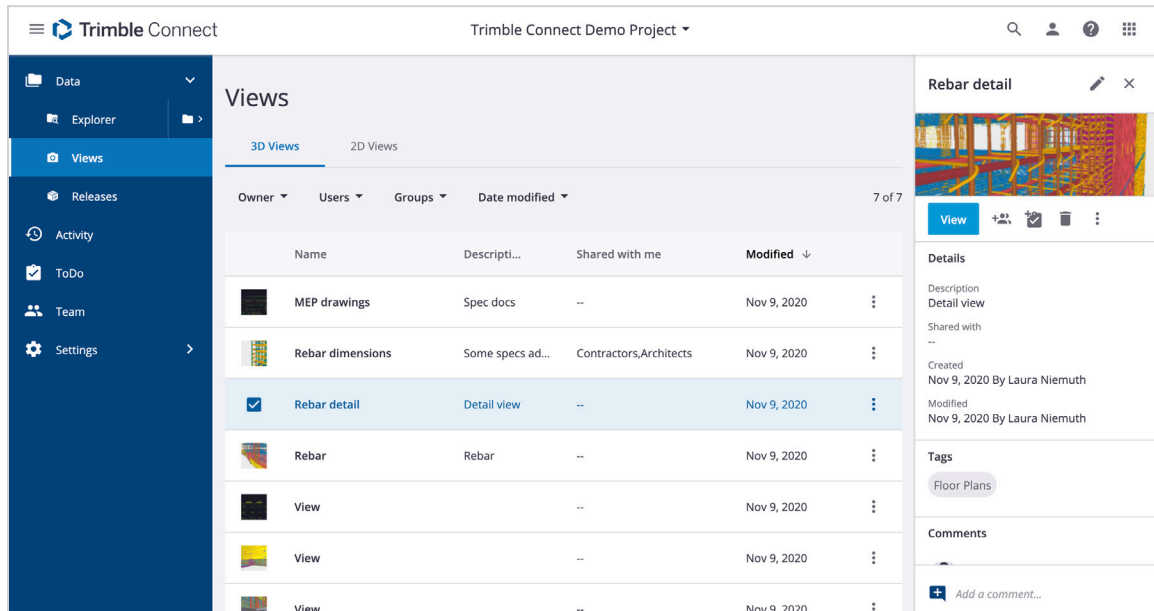 Trimble Connect
Trimble Connect Demo Project
Data
Explorer
Views
Releases
Activity
ToDo
Team
Settings
Views
3D Views 2D Views
Owner Users Groups Date modified 7 of 7
Name Descripti... Shared with me Modified
MEP drawings Spec docs -- Nov 9, 2020
Rebar dimensions Some specs ad... Contractors,Architects Nov 9, 2020
Rebar detail Detail view -- Nov 9, 2020
Rebar Rebar -- Nov 9, 2020
View -- Nov 9, 2020
View -- Nov 9, 2020
View -- Nov 9, 2020
Rebar detail
View
Details
Description
Detail view
Shared with
--
Created
Nov 9, 2020 By Laura Niemuth
Modified
Nov 9, 2020 By Laura Niemuth
Tags
Floor Plans
Comments
Add a comment...